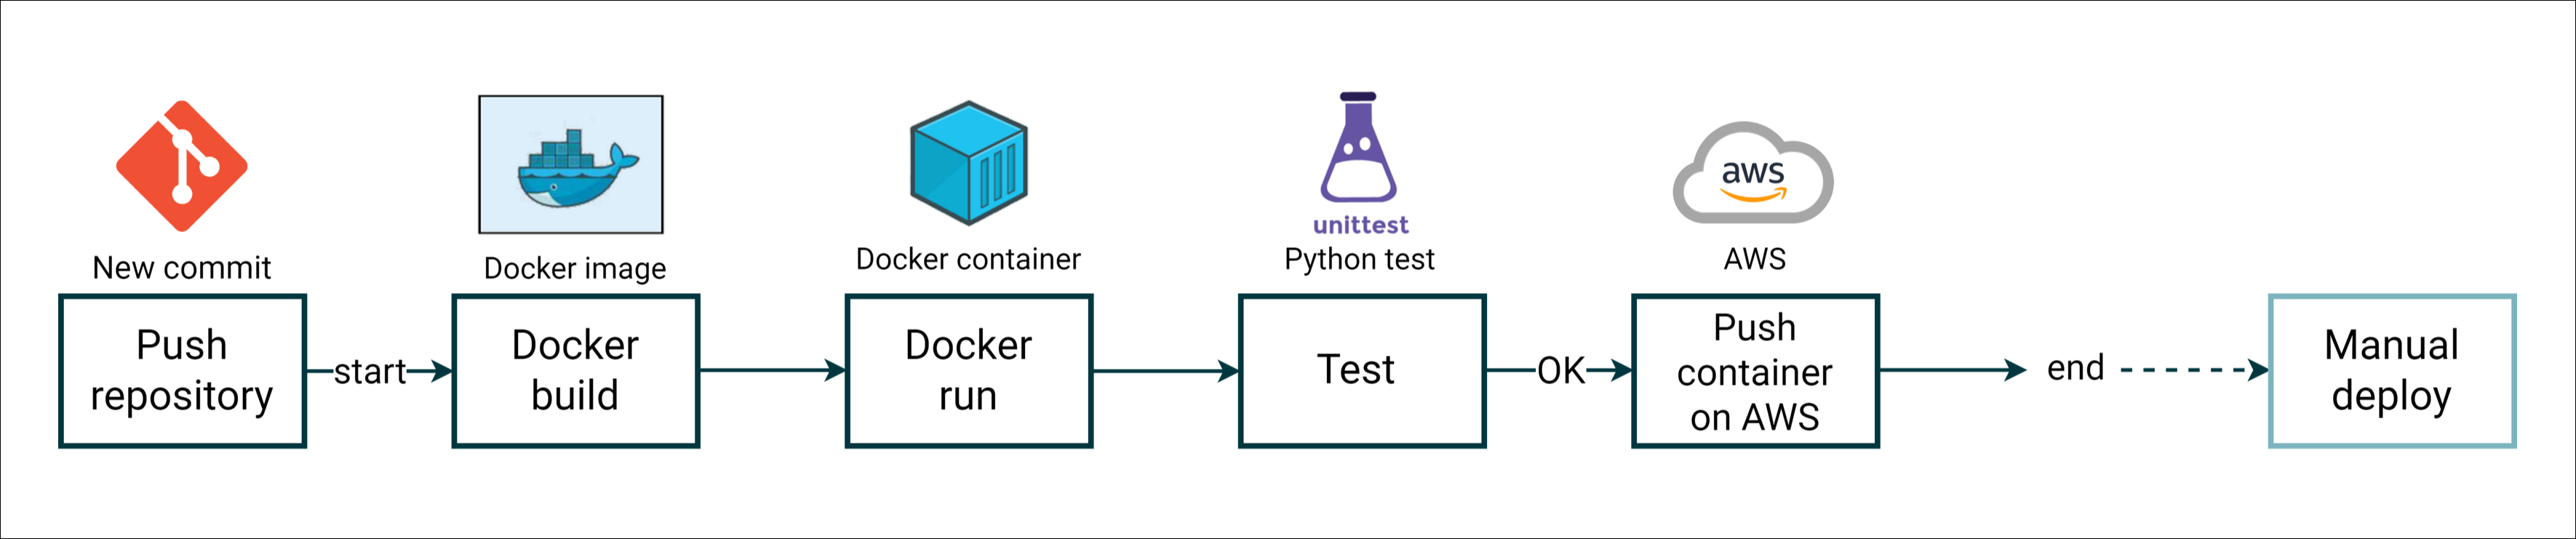 New commit
Push
repository
start
Docker image
Docker
build
Docker container
Docker
run
unittest
Python test
Test
OK
aws
AWS
Push
container
on AWS
end
Manual
deploy